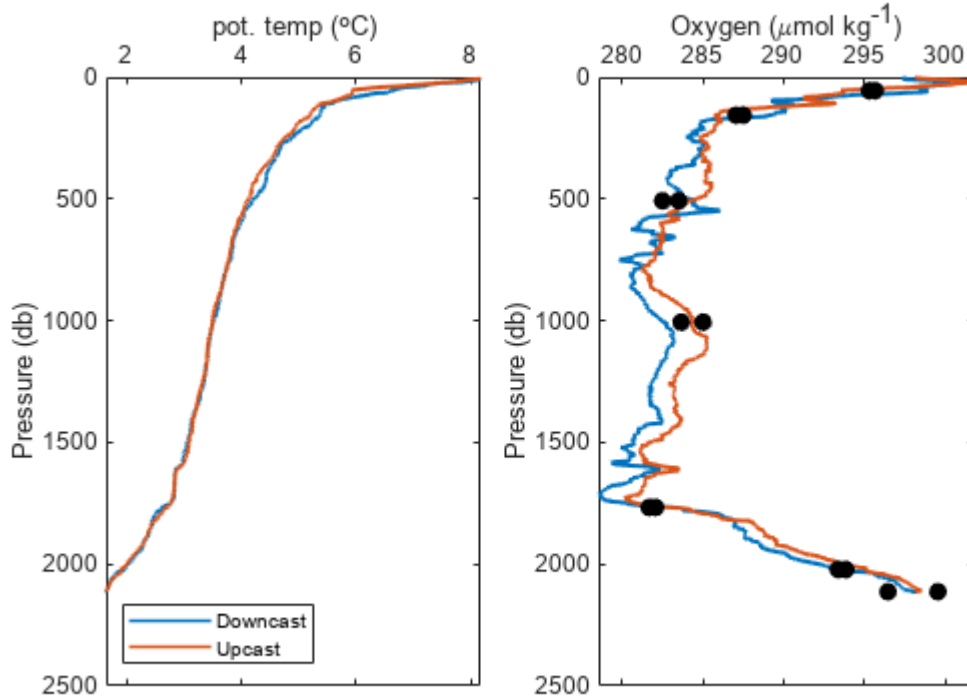 pot. temp (ºC)
2 4 6 8
0
500
1000
1500
2000
2500
Pressure (db)
Downcast
Upcast
Oxygen (μmol kg⁻¹)
280 285 290 295 300
0
500
1000
1500
2000
2500
Pressure (db)